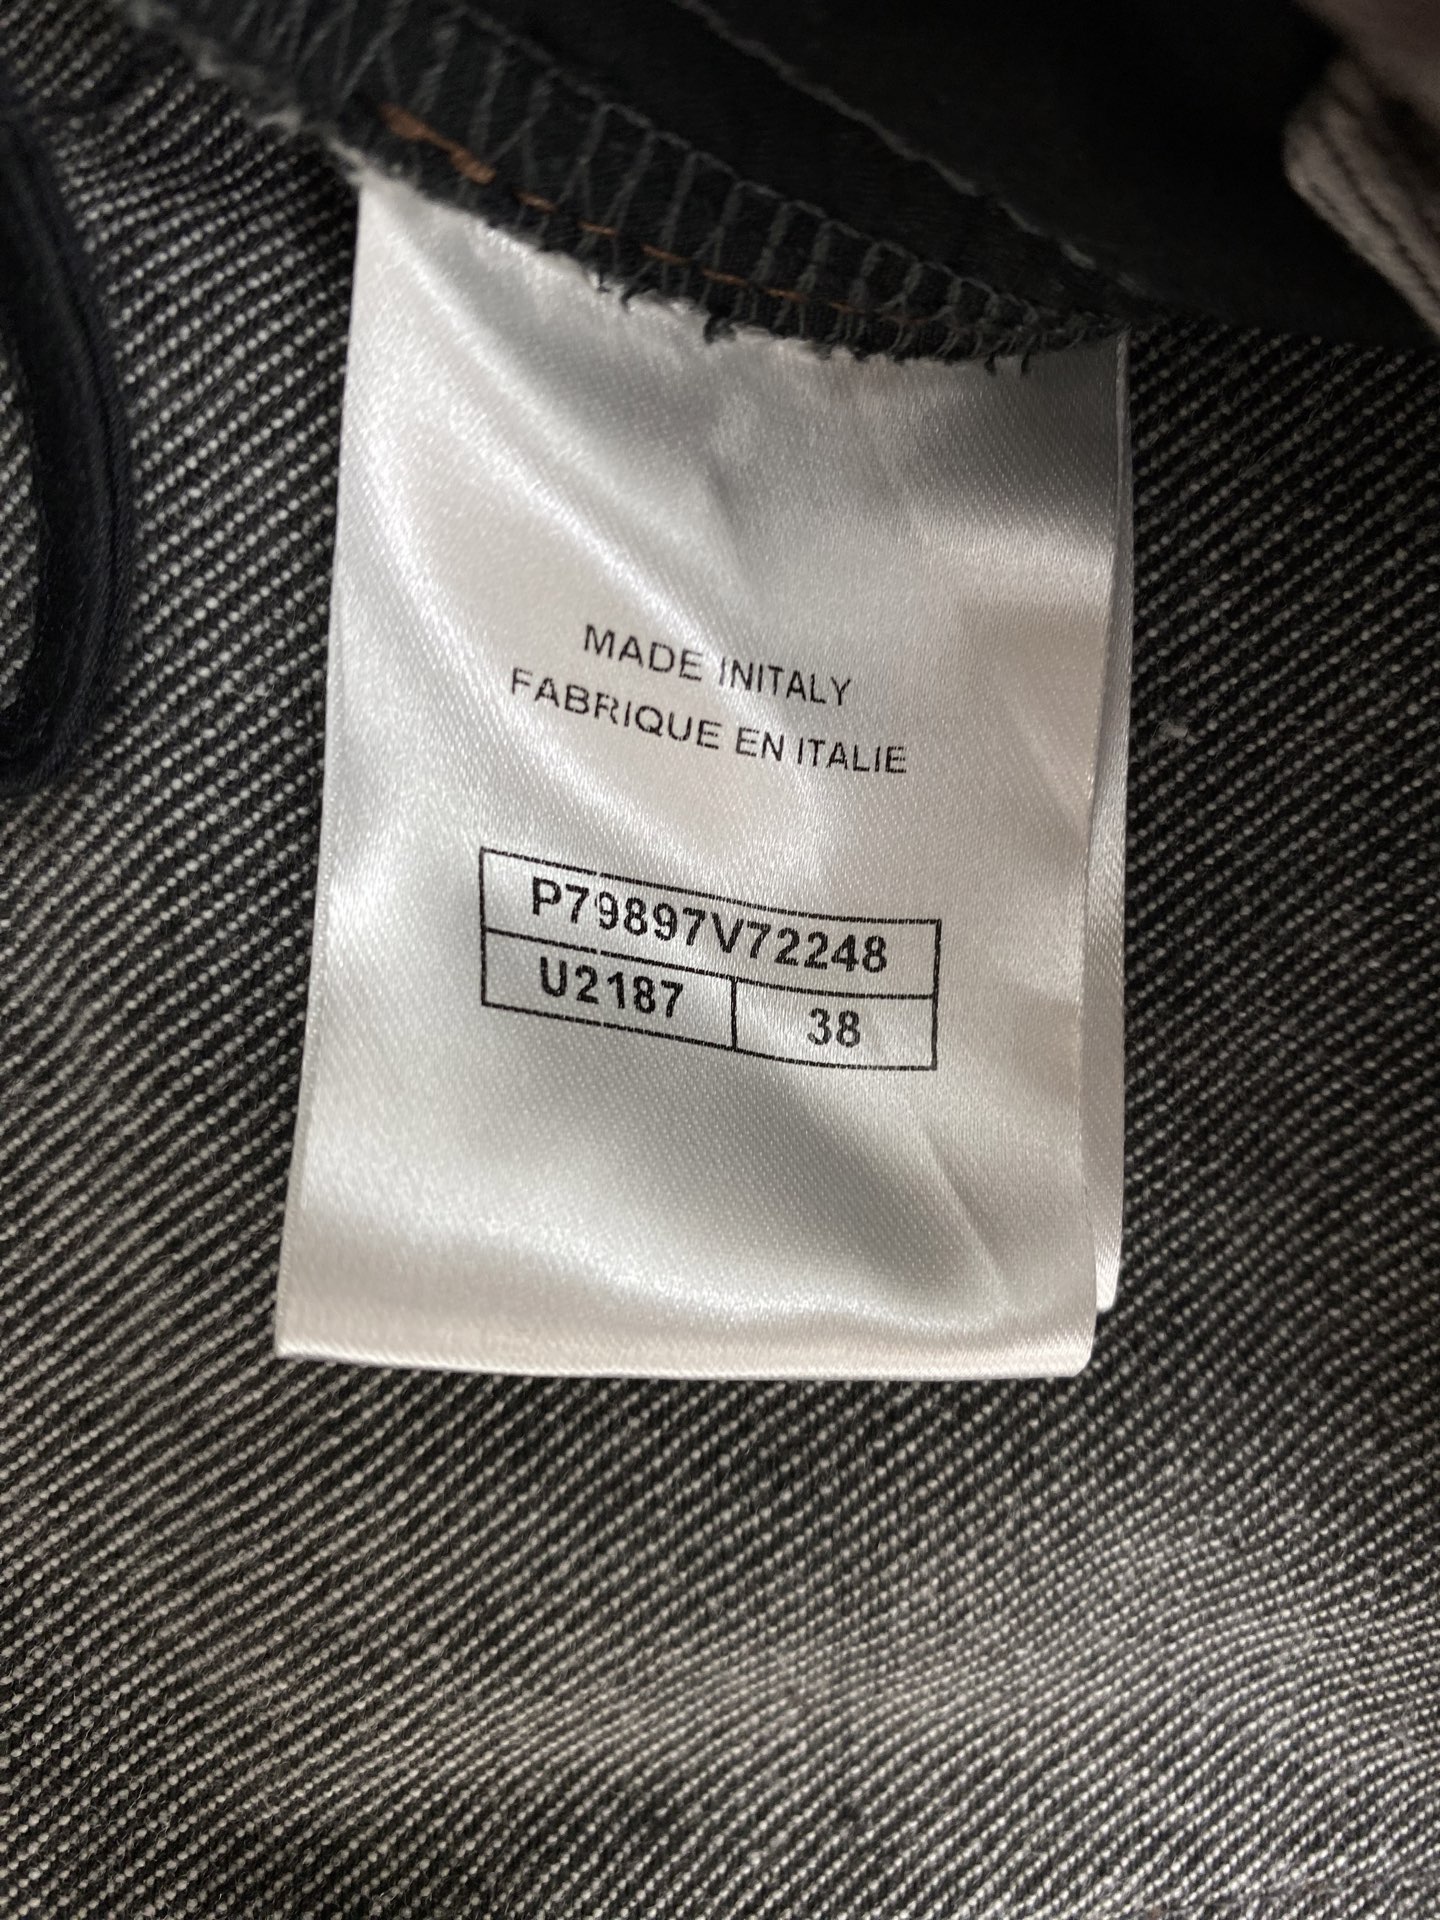 MADE INITALY
FABRIQUE EN ITALIE
P79897V72248
U2187 38